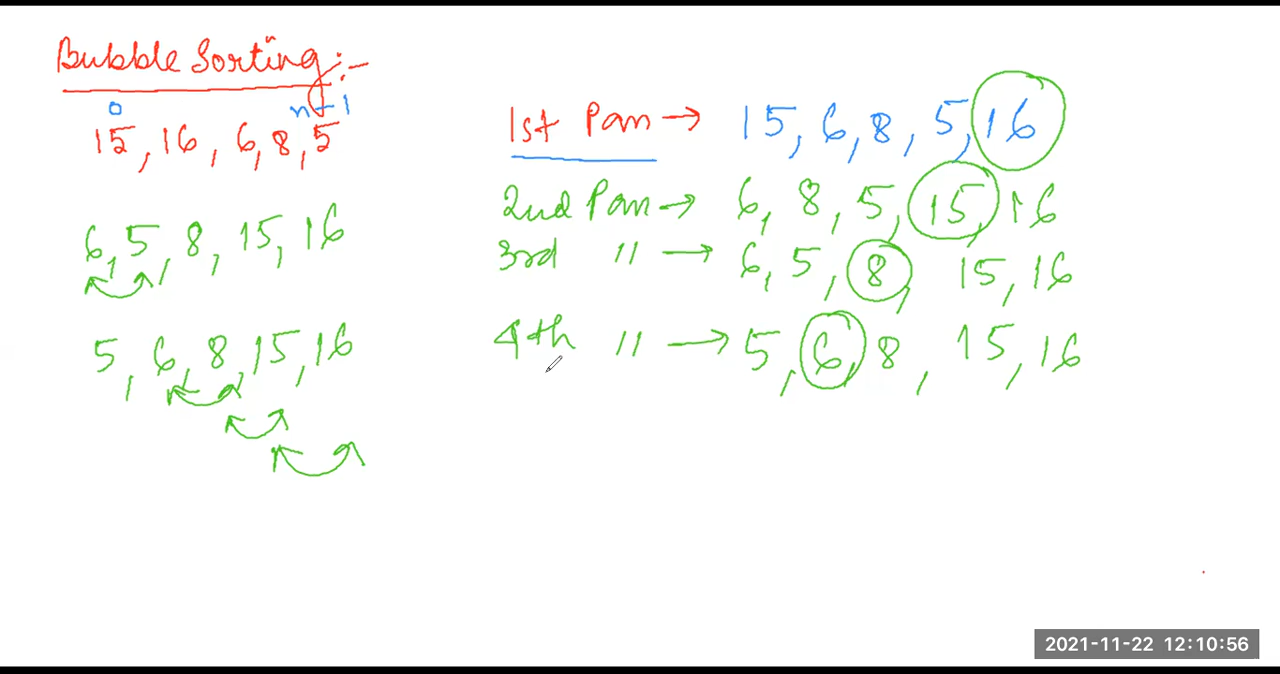 Bubble Sorting :-
0 n-1
15, 16, 6, 8, 5
6, 5, 8, 15, 16
5, 6, 8, 15, 16
1st Pass → 15, 6, 8, 5, 16
2nd Pass → 6, 8, 5, 15, 16
3rd " → 6, 5, 8, 15, 16
4th " → 5, 6, 8, 15, 16
2021-11-22 12:10:56